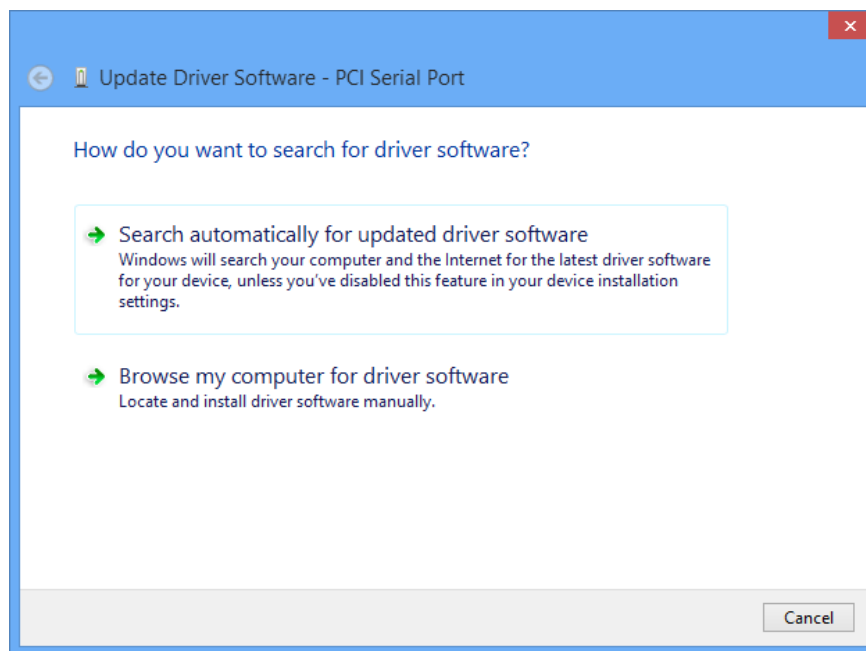 Update Driver Software - PCI Serial Port
How do you want to search for driver software?
Search automatically for updated driver software
Windows will search your computer and the Internet for the latest driver software
for your device, unless you've disabled this feature in your device installation
settings.
Browse my computer for driver software
Locate and install driver software manually.
Cancel